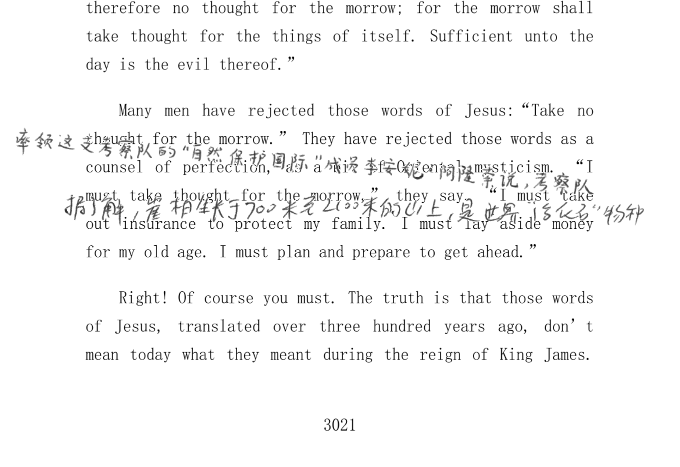 therefore no thought for the morrow; for the morrow shall
take thought for the things of itself. Sufficient unto the
day is the evil thereof.”
Many men have rejected those words of Jesus:“Take no
thought for the morrow.” They have rejected those words as a
率领这支考察队的“自然保护国际”成员李安
counsel of perfection, as a bit of Oriental mysticism. “I
说,考察队
must take thought for the morrow,” they say. “I must take
据了解,崖柏生长于700米至2100米的山上,是世界
物种
out insurance to protect my family. I must lay aside money
for my old age. I must plan and prepare to get ahead.”
Right! Of course you must. The truth is that those words
of Jesus, translated over three hundred years ago, don’t
mean today what they meant during the reign of King James.
3021